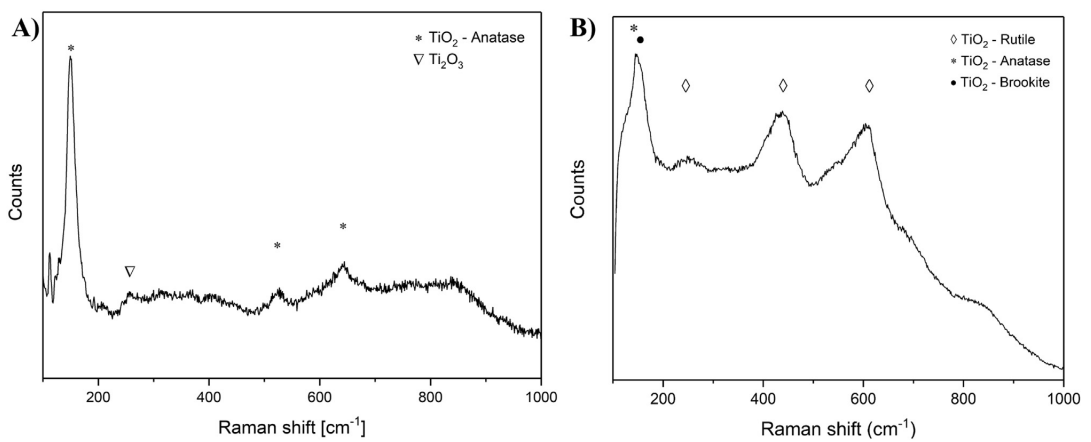 A)
* TiO₂ - Anatase
▽ Ti₂O₃
*
*
*
▽
Counts
200 400 600 800 1000
Raman shift [cm⁻¹]
B)
◊ TiO₂ - Rutile
* TiO₂ - Anatase
● TiO₂ - Brookite
*
●
◊ ◊ ◊
Counts
200 400 600 800 1000
Raman shift (cm⁻¹)